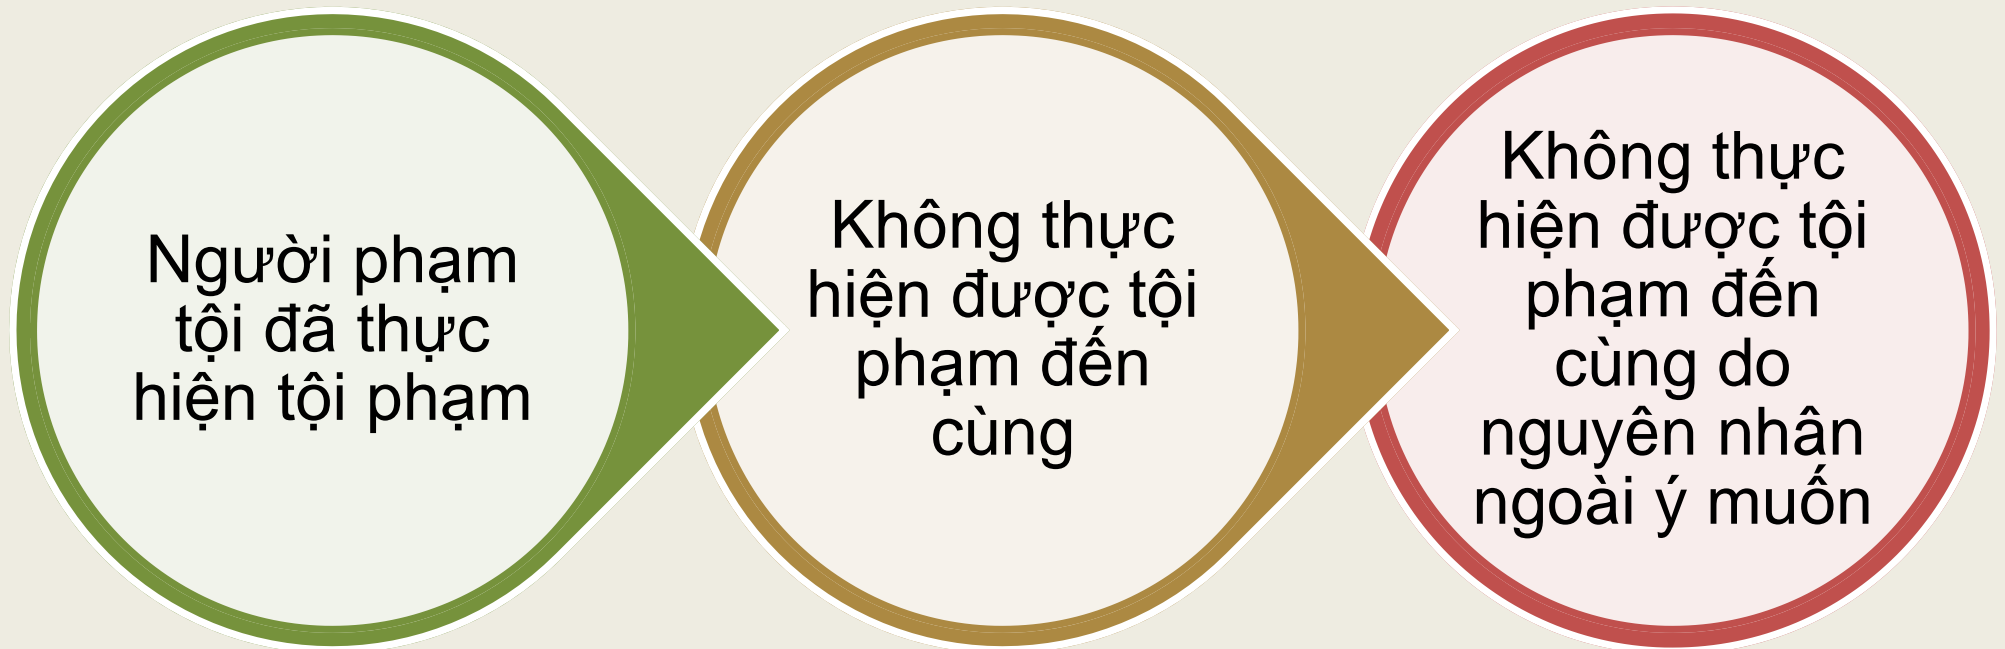 Người phạm
tội đã thực
hiện tội phạm
Không thực
hiện được tội
phạm đến
cùng
Không thực
hiện được tội
phạm đến
cùng do
nguyên nhân
ngoài ý muốn